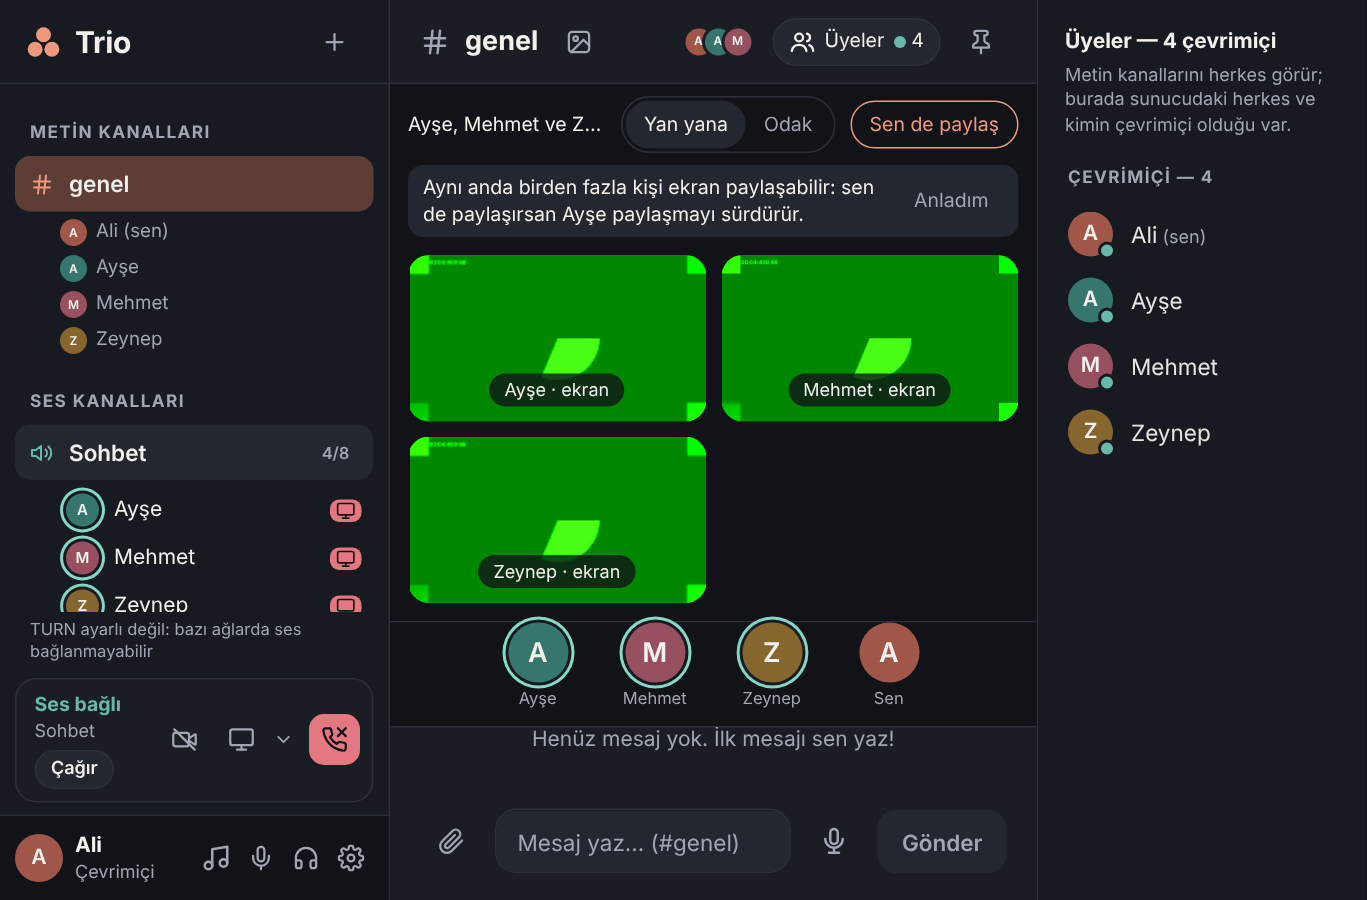 Trio
METİN KANALLARI
genel
A Ali (sen)
A Ayşe
M Mehmet
Z Zeynep
SES KANALLARI
Sohbet 4/8
A Ayşe
M Mehmet
Z Zeynep
TURN ayarlı değil: bazı ağlarda ses
bağlanmayabilir
Ses bağlı
Sohbet
Çağır
A Ali
Çevrimiçi
# genel
A A M
Üyeler 4
Ayşe, Mehmet ve Z...
Yan yana
Odak
Sen de paylaş
Aynı anda birden fazla kişi ekran paylaşabilir: sen
de paylaşırsan Ayşe paylaşmayı sürdürür.
Anladım
Ayşe · ekran
Mehmet · ekran
Zeynep · ekran
A M Z A
Ayşe Mehmet Zeynep Sen
Henüz mesaj yok. İlk mesajı sen yaz!
Mesaj yaz... (#genel)
Gönder
Üyeler — 4 çevrimiçi
Metin kanallarını herkes görür;
burada sunucudaki herkes ve
kimin çevrimiçi olduğu var.
ÇEVRİMİÇİ — 4
A Ali (sen)
A Ayşe
M Mehmet
Z Zeynep